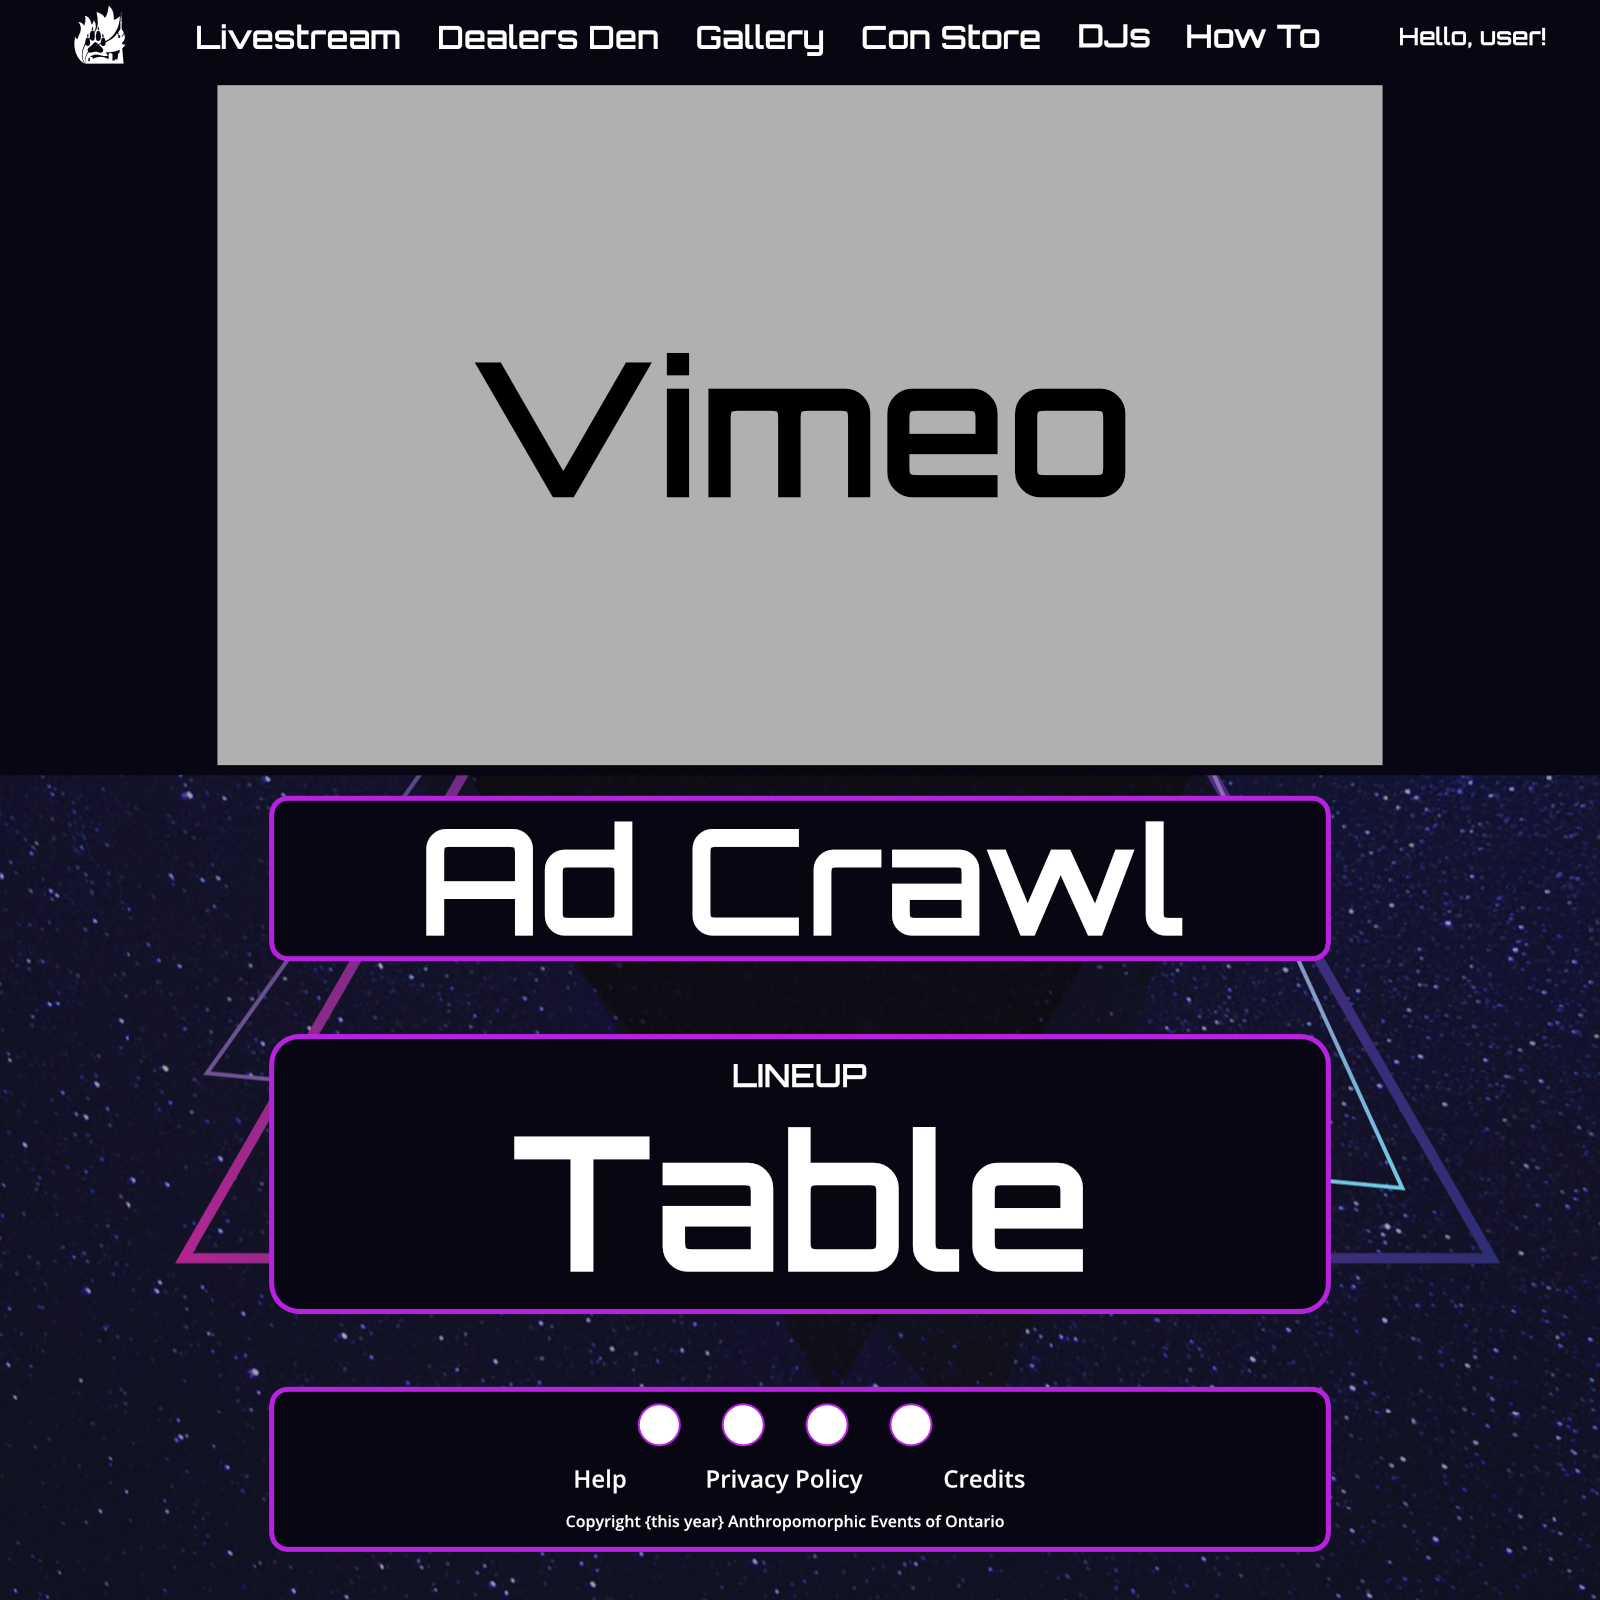 Livestream Dealers Den Gallery Con Store DJs How To Hello, user!
Vimeo
Ad Crawl
LINEUP
Table
Help Privacy Policy Credits
Copyright {this year} Anthropomorphic Events of Ontario